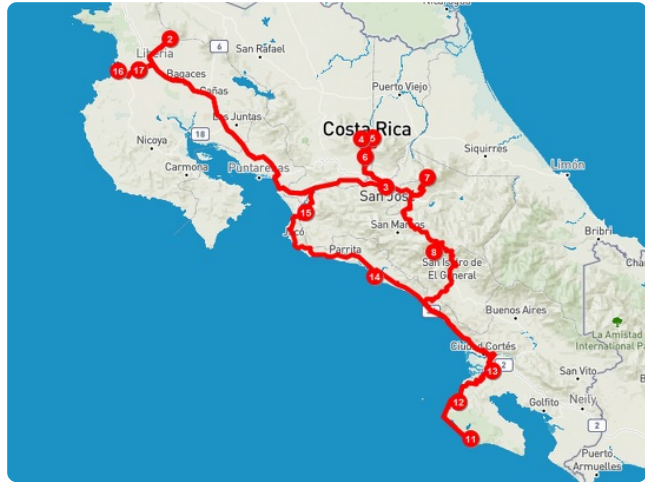 2
6
San Rafael
Liberia
16
17
Bagaces
Cañas
Puerto Viejo
Las Juntas
Costa Rica
4
5
6
18
Nicoya
Siquirres
Carmona
Puntarenas
7
Limón
3
San José
15
San Marcos
Jacó
Bribri
Parrita
8
San Isidro de
El General
14
Buenos Aires
La Amistad
International Pa
Ciudad Cortés
2
13
San Vito
12
Golfito
Neily
2
11
Puerto
Armuelles